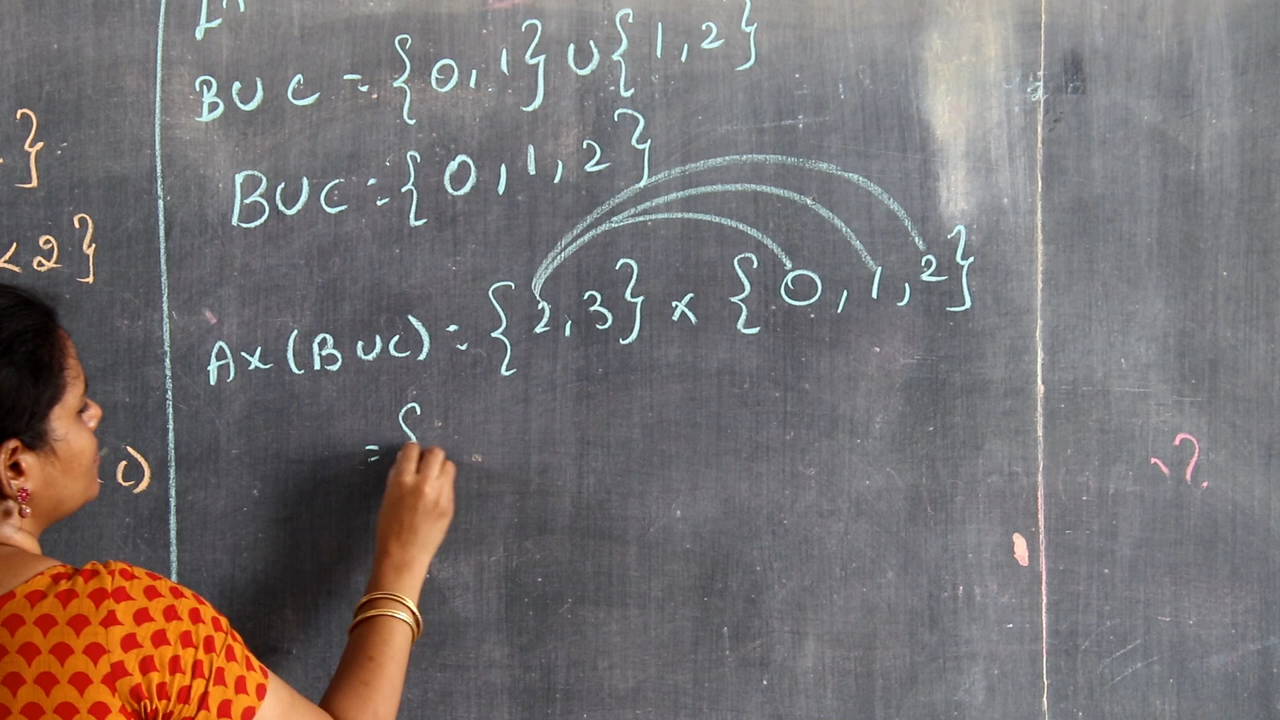 }
< 2}
c)
B U C = {0, 1} U {1, 2}
B U C = {0, 1, 2}
A x (B U C) = {2, 3} x {0, 1, 2}
= {
?